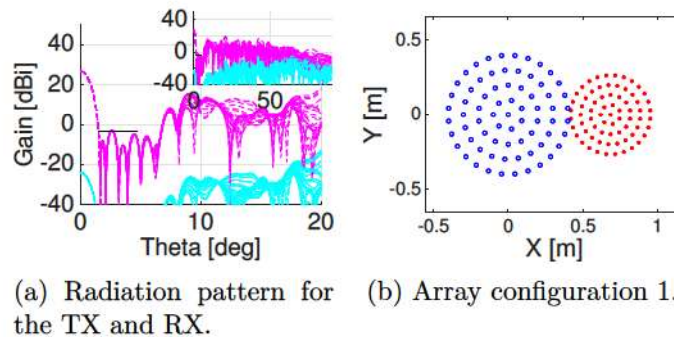 40
20
0
-20
-40
Gain [dBi]
40
0
-40
0
50
0
10
20
Theta [deg]
0.5
0
-0.5
Y [m]
-0.5
0
0.5
1
X [m]
(a) Radiation pattern for
the TX and RX.
(b) Array configuration 1.